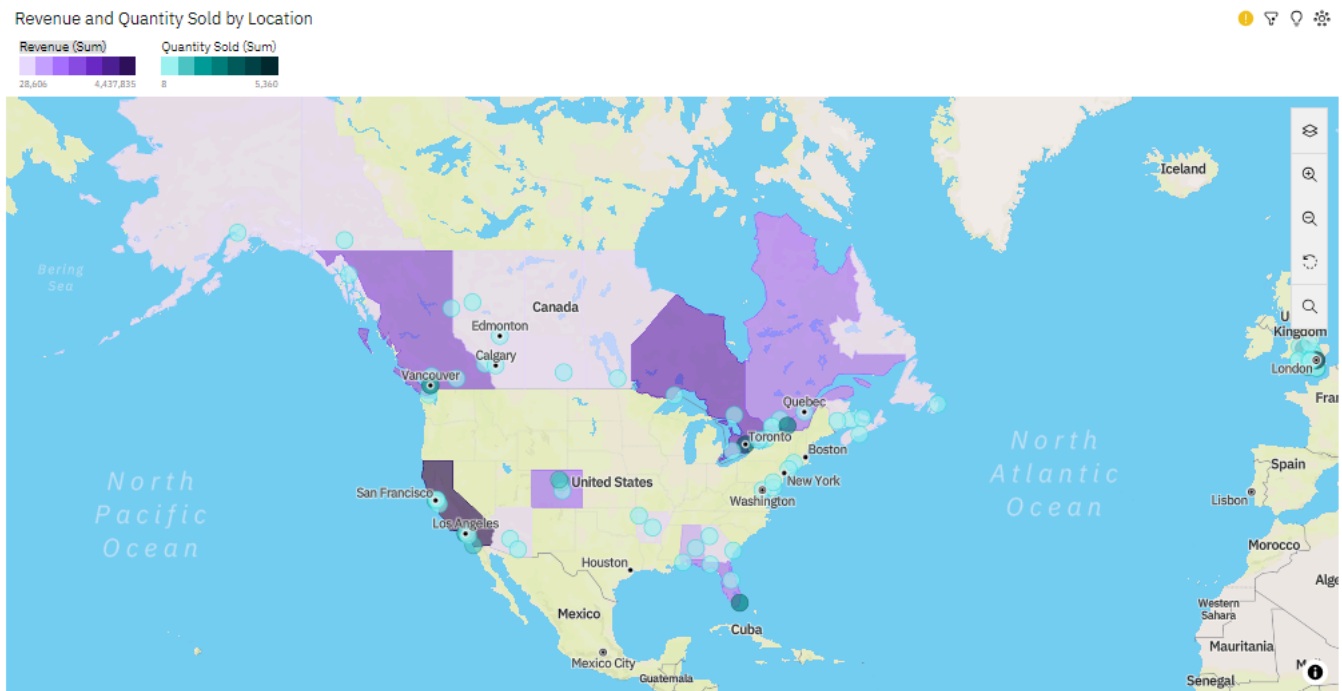 Revenue and Quantity Sold by Location
Revenue (Sum)
Quantity Sold (Sum)
28,606
4,437,835
8
5,360
Iceland
Bering
Sea
Canada
Edmonton
Calgary
Vancouver
U
Kingdom
London
Fran
Quebec
Toronto
Boston
New York
Washington
United States
San Francisco
Los Angeles
Houston
North
Pacific
Ocean
North
Atlantic
Ocean
Spain
Lisbon
Morocco
Alge
Western
Sahara
Mauritania
M
Senegal
Mexico
Mexico City
Cuba
Guatemala